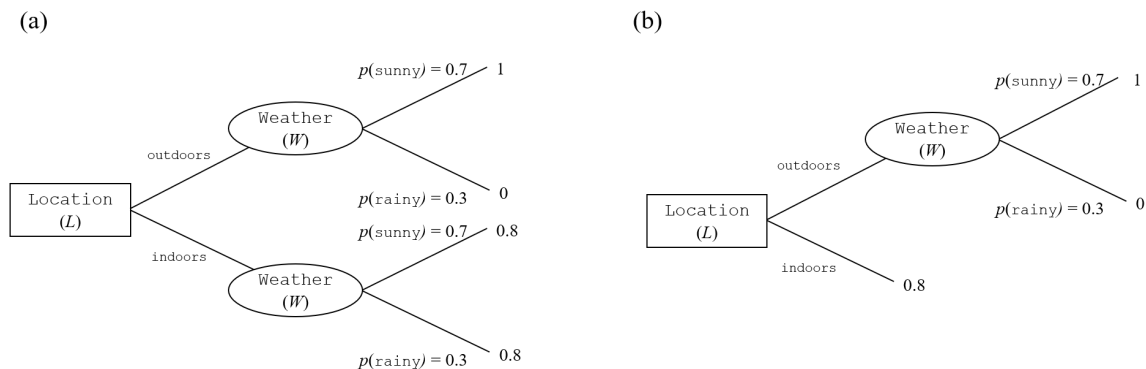 (a)
p(sunny) = 0.7 1
Weather
(W)
outdoors
p(rainy) = 0.3 0
Location
(L)
p(sunny) = 0.7 0.8
indoors
Weather
(W)
p(rainy) = 0.3 0.8
(b)
p(sunny) = 0.7 1
Weather
(W)
outdoors
p(rainy) = 0.3 0
Location
(L)
indoors
0.8